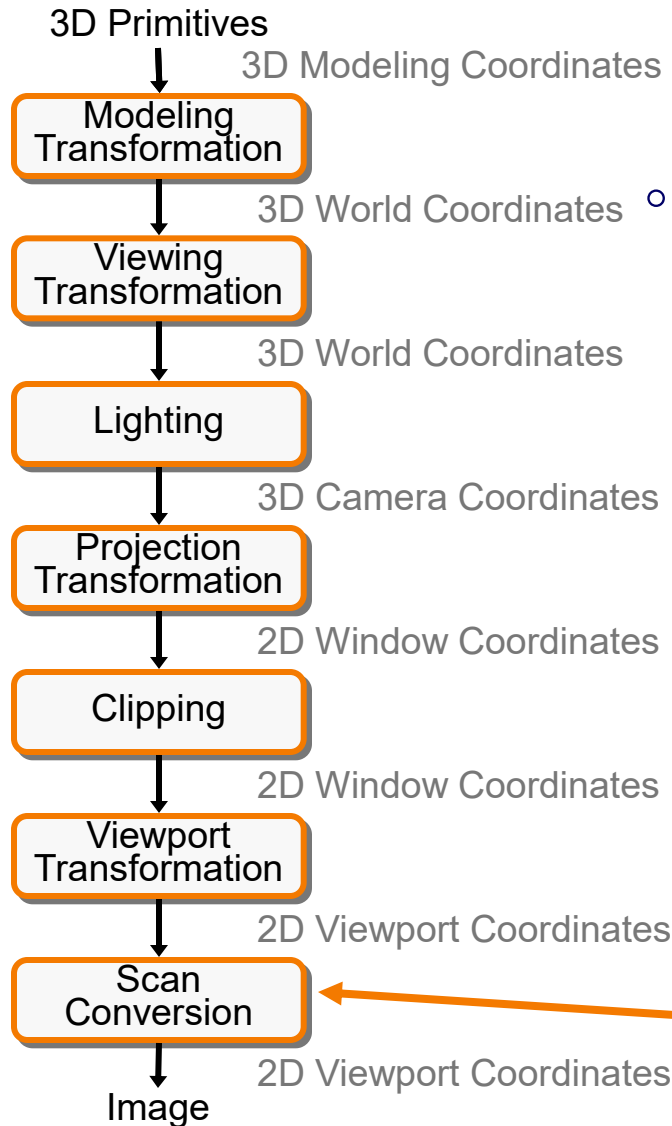 3D Primitives
3D Modeling Coordinates
Modeling
Transformation
3D World Coordinates
Viewing
Transformation
3D World Coordinates
Lighting
3D Camera Coordinates
Projection
Transformation
2D Window Coordinates
Clipping
2D Window Coordinates
Viewport
Transformation
2D Viewport Coordinates
Scan
Conversion
2D Viewport Coordinates
Image